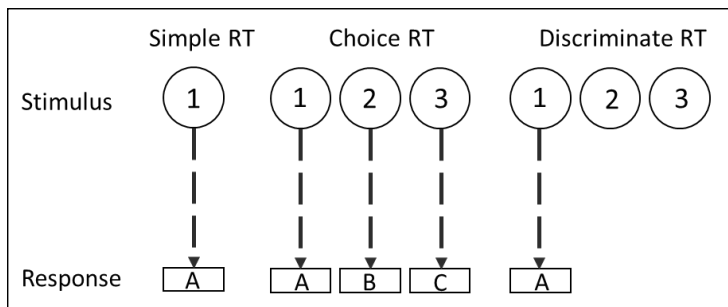 Simple RT Choice RT Discriminate RT
Stimulus 1 1 2 3 1 2 3
Response A A B C A